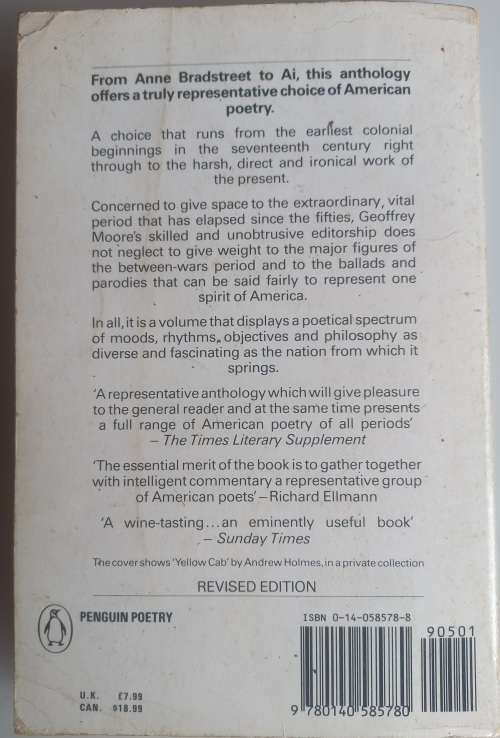 From Anne Bradstreet to Ai, this anthology
offers a truly representative choice of American
poetry.
A choice that runs from the earliest colonial
beginnings in the seventeenth century right
through to the harsh, direct and ironical work of
the present.
Concerned to give space to the extraordinary, vital
period that has elapsed since the fifties, Geoffrey
Moore's skilled and unobtrusive editorship does
not neglect to give weight to the major figures of
the between-wars period and to the ballads and
parodies that can be said fairly to represent one
spirit of America.
In all, it is a volume that displays a poetical spectrum
of moods, rhythms, objectives and philosophy as
diverse and fascinating as the nation from which it
springs.
'A representative anthology which will give pleasure
to the general reader and at the same time presents
a full range of American poetry of all periods'
– The Times Literary Supplement
'The essential merit of the book is to gather together
with intelligent commentary a representative group
of American poets' – Richard Ellmann
'A wine-tasting...an eminently useful book'
– Sunday Times
The cover shows 'Yellow Cab' by Andrew Holmes, in a private collection
REVISED EDITION
PENGUIN POETRY
U.K. £7.99
CAN. $18.99
ISBN 0-14-058578-8
90501
9 780140 585780